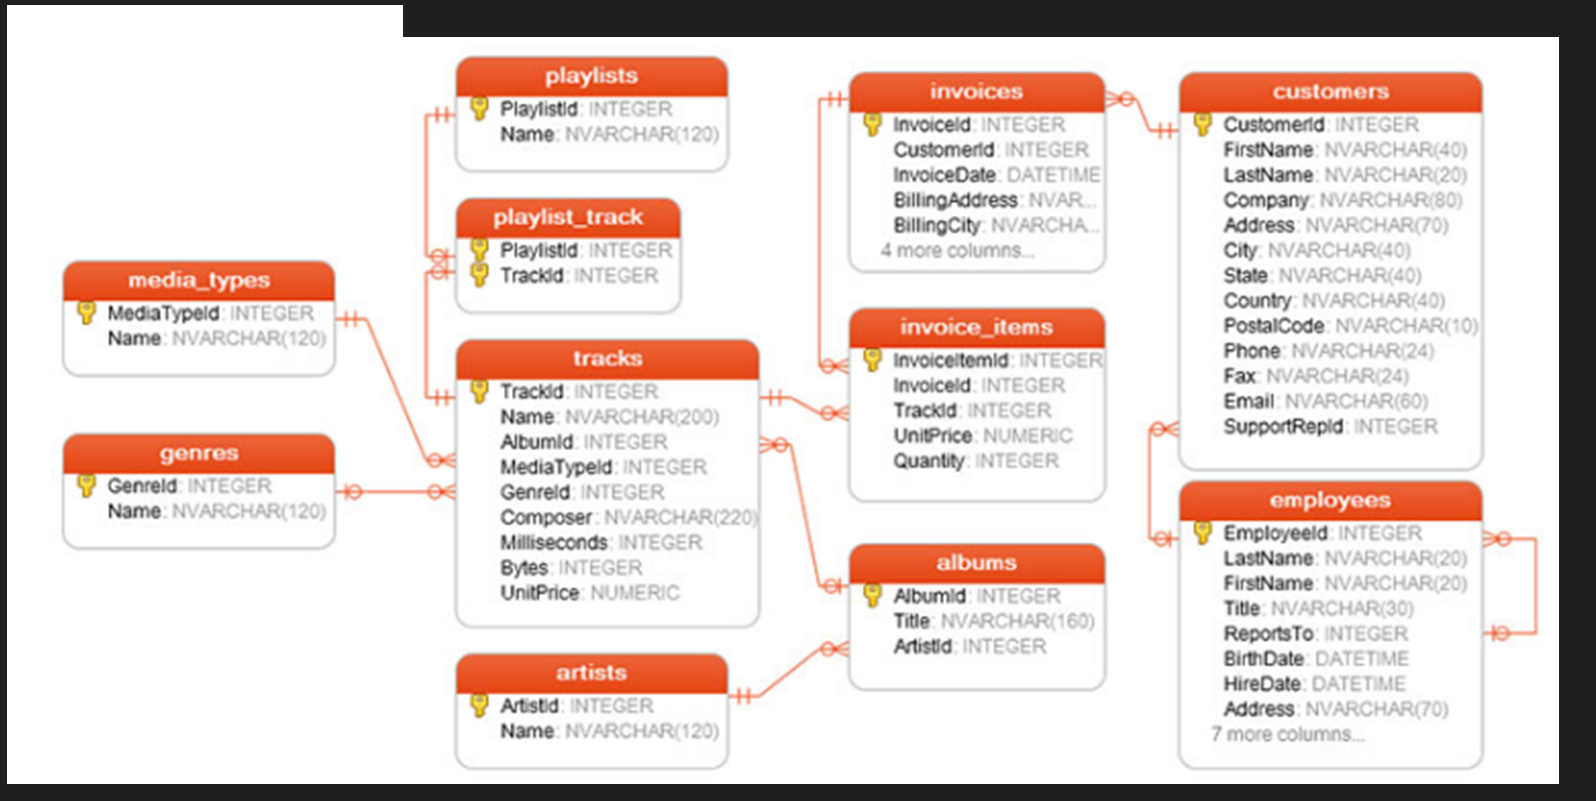 playlists
PlaylistId: INTEGER
Name: NVARCHAR(120)
playlist_track
PlaylistId: INTEGER
TrackId: INTEGER
media_types
MediaTypeId: INTEGER
Name: NVARCHAR(120)
genres
GenreId: INTEGER
Name: NVARCHAR(120)
tracks
TrackId: INTEGER
Name: NVARCHAR(200)
AlbumId: INTEGER
MediaTypeId: INTEGER
GenreId: INTEGER
Composer: NVARCHAR(220)
Milliseconds: INTEGER
Bytes: INTEGER
UnitPrice: NUMERIC
artists
ArtistId: INTEGER
Name: NVARCHAR(120)
invoices
InvoiceId: INTEGER
CustomerId: INTEGER
InvoiceDate: DATETIME
BillingAddress: NVAR...
BillingCity: NVARCHA...
4 more columns...
invoice_items
InvoiceItemId: INTEGER
InvoiceId: INTEGER
TrackId: INTEGER
UnitPrice: NUMERIC
Quantity: INTEGER
albums
AlbumId: INTEGER
Title: NVARCHAR(160)
ArtistId: INTEGER
customers
CustomerId: INTEGER
FirstName: NVARCHAR(40)
LastName: NVARCHAR(20)
Company: NVARCHAR(80)
Address: NVARCHAR(70)
City: NVARCHAR(40)
State: NVARCHAR(40)
Country: NVARCHAR(40)
PostalCode: NVARCHAR(10)
Phone: NVARCHAR(24)
Fax: NVARCHAR(24)
Email: NVARCHAR(60)
SupportRepId: INTEGER
employees
EmployeeId: INTEGER
LastName: NVARCHAR(20)
FirstName: NVARCHAR(20)
Title: NVARCHAR(30)
ReportsTo: INTEGER
BirthDate: DATETIME
HireDate: DATETIME
Address: NVARCHAR(70)
7 more columns...